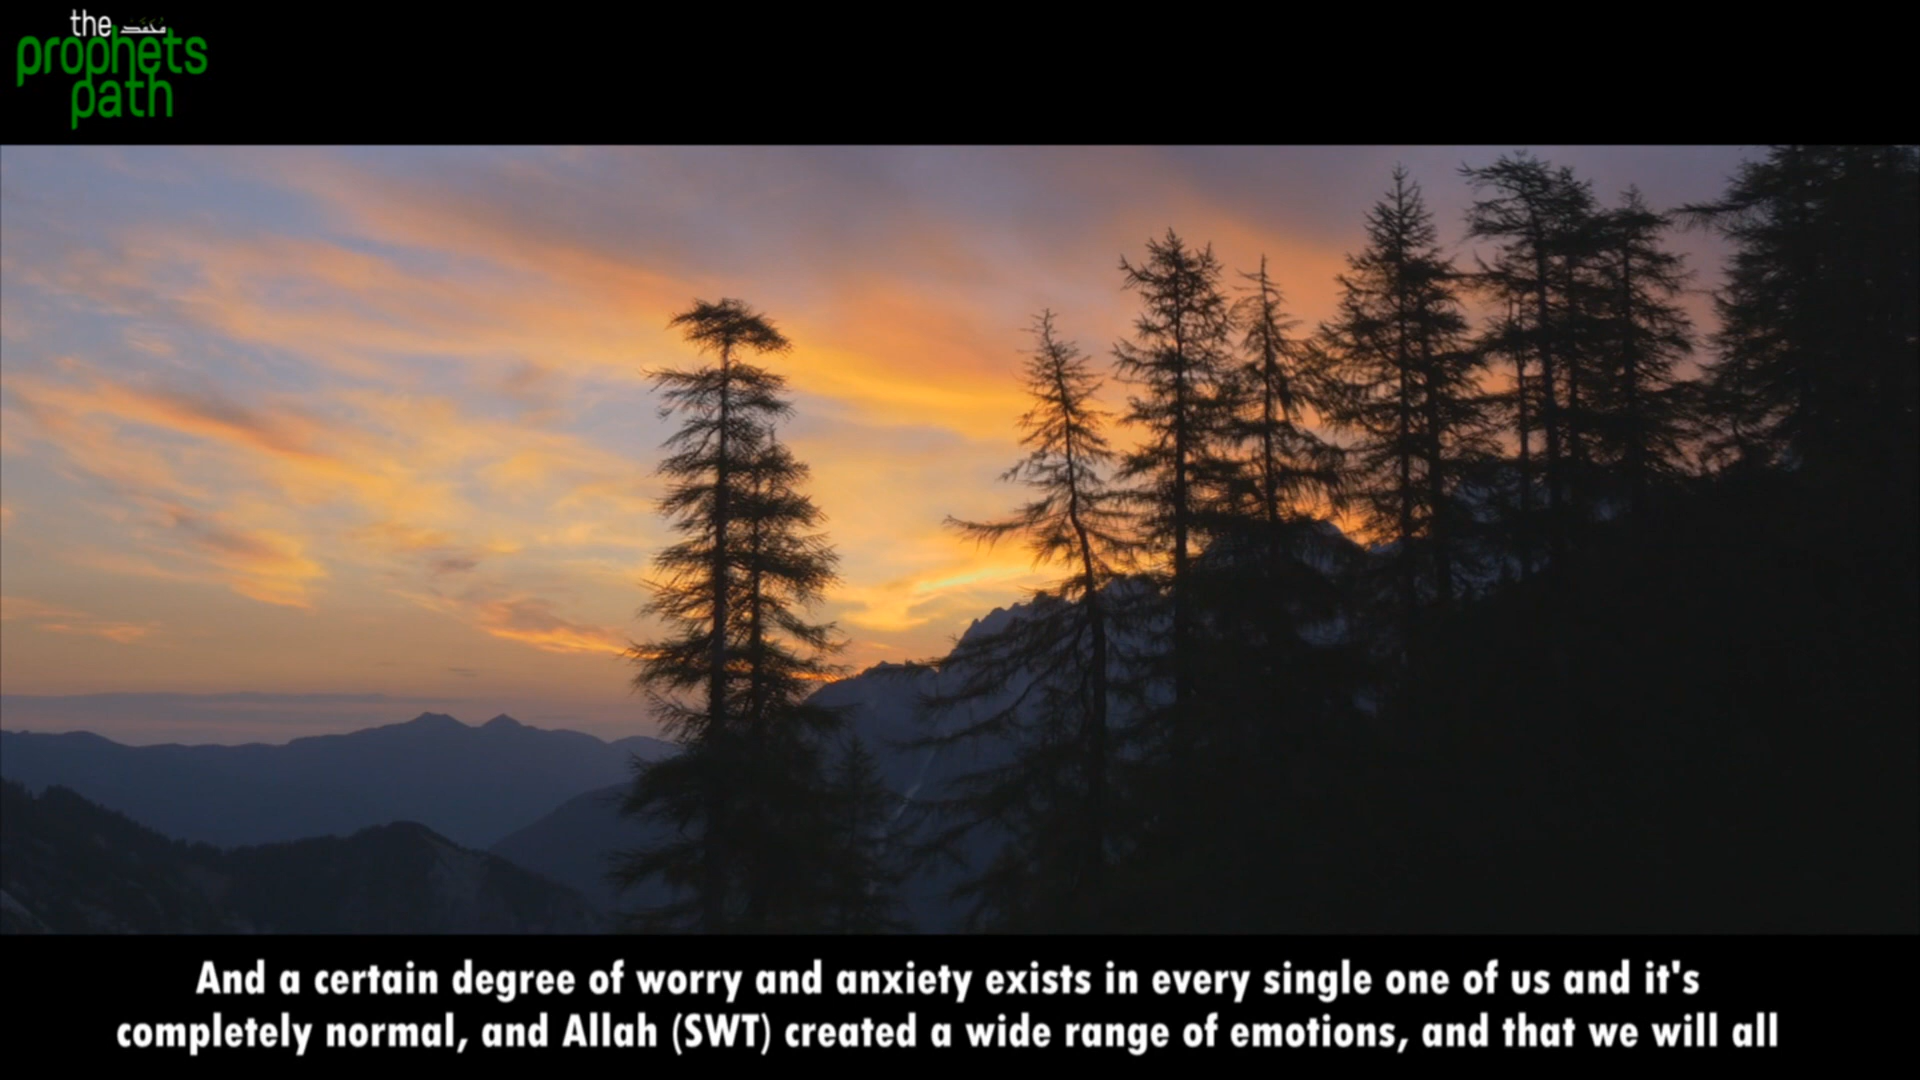 the محمد
prophets
path
And a certain degree of worry and anxiety exists in every single one of us and it's
completely normal, and Allah (SWT) created a wide range of emotions, and that we will all